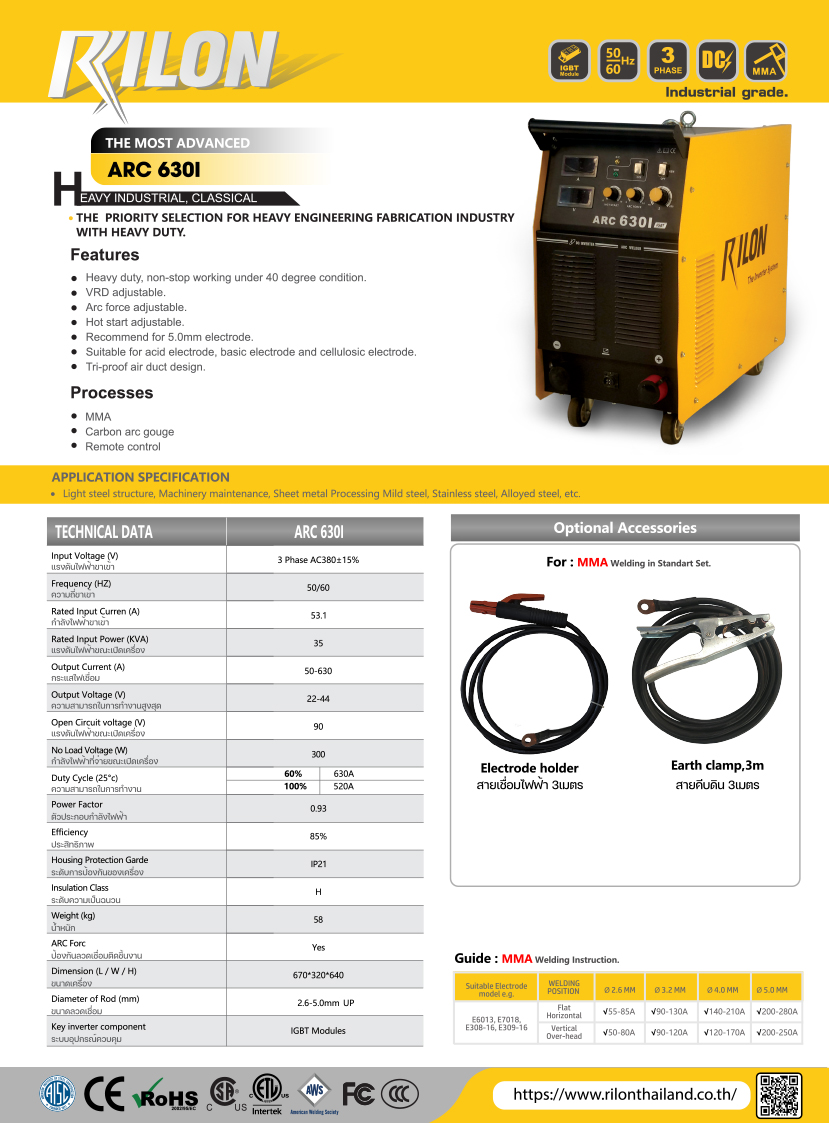 RILON
IGBT
Module
50
60 Hz
3
PHASE
DC
MMA
Industrial grade.
THE MOST ADVANCED
ARC 630I
HEAVY INDUSTRIAL, CLASSICAL
• THE PRIORITY SELECTION FOR HEAVY ENGINEERING FABRICATION INDUSTRY
WITH HEAVY DUTY.
Features
● Heavy duty, non-stop working under 40 degree condition.
● VRD adjustable.
● Arc force adjustable.
● Hot start adjustable.
● Recommend for 5.0mm electrode.
● Suitable for acid electrode, basic electrode and cellulosic electrode.
● Tri-proof air duct design.
Processes
● MMA
● Carbon arc gouge
● Remote control
ARC 630I
RILON
The Inverter System
APPLICATION SPECIFICATION
• Light steel structure, Machinery maintenance, Sheet metal Processing Mild steel, Stainless steel, Alloyed steel, etc.
TECHNICAL DATA ARC 630I
Input Voltage (V) 3 Phase AC380±15%
แรงดันไฟฟ้าขาเข้า
Frequency (HZ) 50/60
ความถี่ขาเขา
Rated Input Curren (A) 53.1
กำลังไฟฟ้าขาเข้า
Rated Input Power (KVA) 35
แรงดันไฟฟ้าขณะเปิดเครื่อง
Output Current (A) 50-630
กระแสไฟเชื่อม
Output Voltage (V) 22-44
ความสามารถในการทำงานสูงสุด
Open Circuit voltage (V) 90
แรงดันไฟฟ้าขณะเปิดเครื่อง
No Load Voltage (W) 300
กำลังไฟฟ้าที่จ่ายขณะเปิดเครื่อง
Duty Cycle (25°c) 60% 630A
ความสามารถในการทำงาน 100% 520A
Power Factor 0.93
ตัวประกอบกำลังไฟฟ้า
Efficiency 85%
ประสิทธิภาพ
Housing Protection Garde IP21
ระดับการป้องกันของเครื่อง
Insulation Class H
ระดับความเป็นฉนวน
Weight (kg) 58
น้ำหนัก
ARC Forc Yes
ป้องกันลวดเชื่อมติดชิ้นงาน
Dimension (L / W / H) 670*320*640
ขนาดเครื่อง
Diameter of Rod (mm) 2.6-5.0mm UP
ขนาดลวดเชื่อม
Key inverter component IGBT Modules
ระบบอุปกรณ์ควบคุม
Optional Accessories
For : MMA Welding in Standart Set.
Electrode holder
สายเชื่อมไฟฟ้า 3เมตร
Earth clamp,3m
สายคีบดิน 3เมตร
Guide : MMA Welding Instruction.
Suitable Electrode model e.g. WELDING POSITION Ø 2.6 MM Ø 3.2 MM Ø 4.0 MM Ø 5.0 MM
E6013, E7018, E308-16, E309-16
Flat Horizontal √55-85A √90-130A √140-210A √200-280A
Vertical Over-head √50-80A √90-120A √120-170A √200-250A
AISC
CE
RoHS
2002/95/EC
C SA US
C ETL US
Intertek
AWS
American Welding Society
FC
CCC
https://www.rilonthailand.co.th/